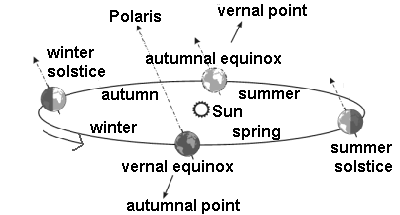 vernal point
Polaris
winter
solstice
autumnal equinox
autumn
summer
Sun
winter
spring
vernal equinox
summer
solstice
autumnal point